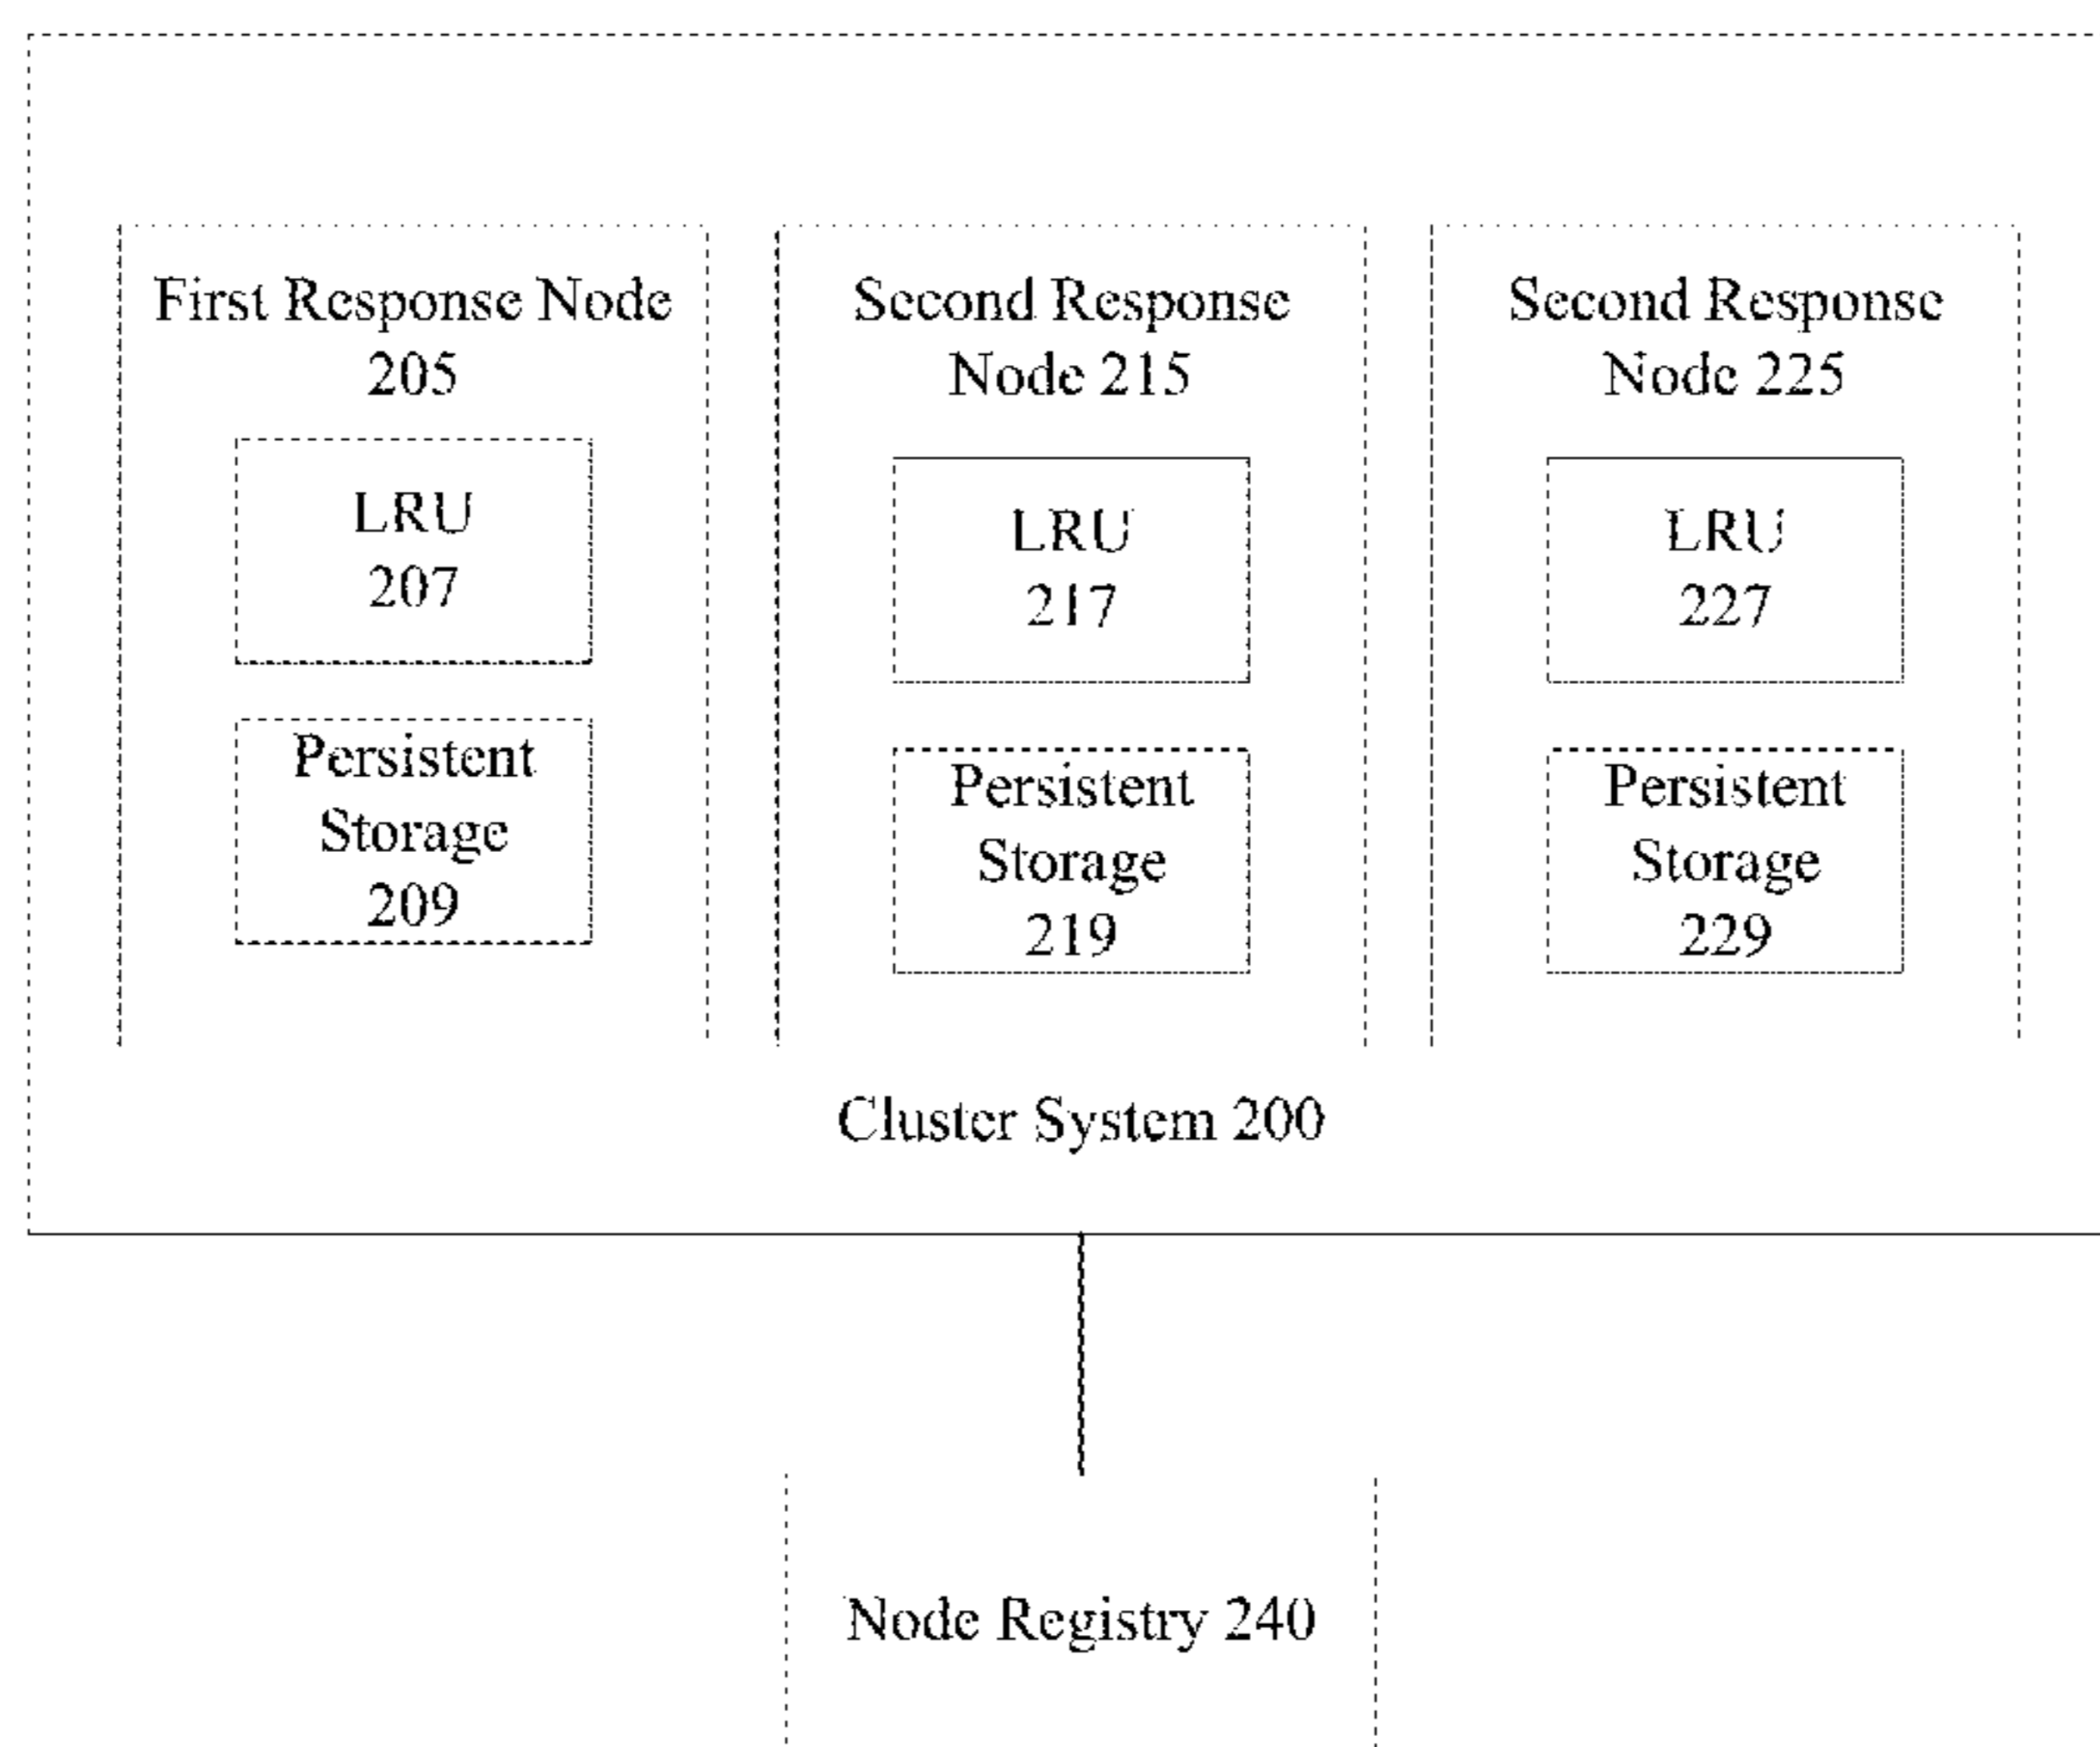 First Response Node
205
LRU
207
Persistent
Storage
209
Second Response
Node 215
LRU
217
Persistent
Storage
219
Second Response
Node 225
LRU
227
Persistent
Storage
229
Cluster System 200
Node Registry 240